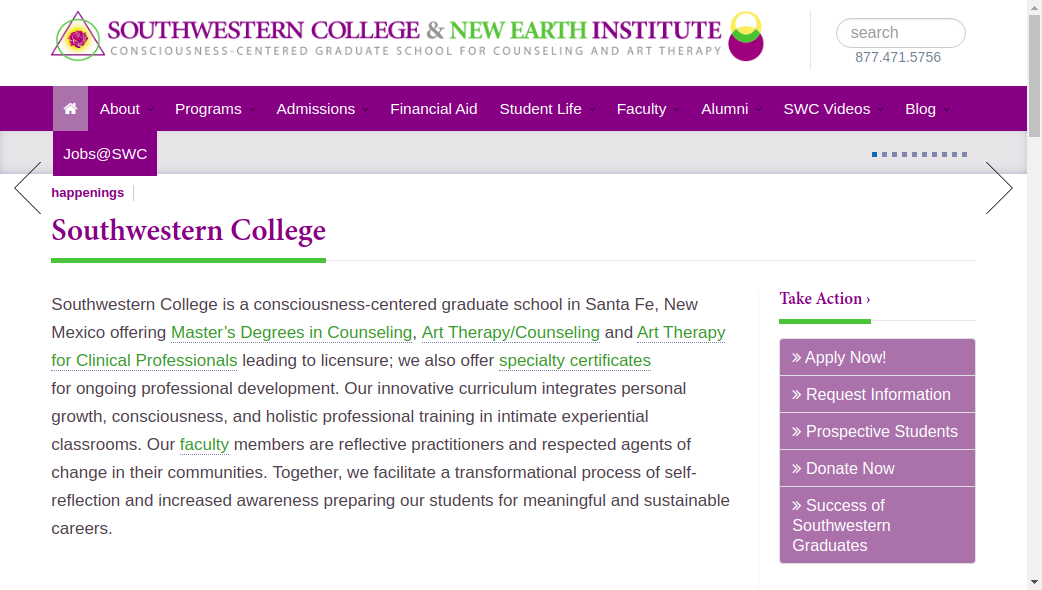 SOUTHWESTERN COLLEGE & NEW EARTH INSTITUTE
CONSCIOUSNESS-CENTERED GRADUATE SCHOOL FOR COUNSELING AND ART THERAPY
search
877.471.5756
About Programs Admissions Financial Aid Student Life Faculty Alumni SWC Videos Blog
Jobs@SWC
happenings
Southwestern College
Southwestern College is a consciousness-centered graduate school in Santa Fe, New
Mexico offering Master’s Degrees in Counseling, Art Therapy/Counseling and Art Therapy
for Clinical Professionals leading to licensure; we also offer specialty certificates
for ongoing professional development. Our innovative curriculum integrates personal
growth, consciousness, and holistic professional training in intimate experiential
classrooms. Our faculty members are reflective practitioners and respected agents of
change in their communities. Together, we facilitate a transformational process of self-
reflection and increased awareness preparing our students for meaningful and sustainable
careers.
Take Action ›
» Apply Now!
» Request Information
» Prospective Students
» Donate Now
» Success of
Southwestern
Graduates